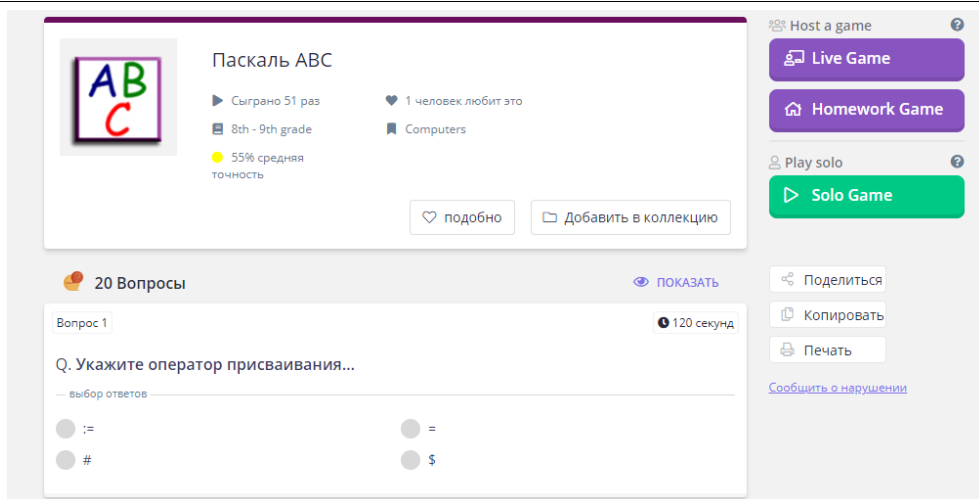 ABC
Паскаль ABC
Сыграно 51 раз
1 человек любит это
8th - 9th grade
Computers
55% средняя
точность
подобно
Добавить в коллекцию
Host a game
?
Live Game
Homework Game
Play solo
?
Solo Game
20 Вопросы
ПОКАЗАТЬ
Поделиться
Копировать
Печать
Сообщить о нарушении
Вопрос 1
120 секунд
Q. Укажите оператор присваивания...
выбор ответов
:=
=
#
$